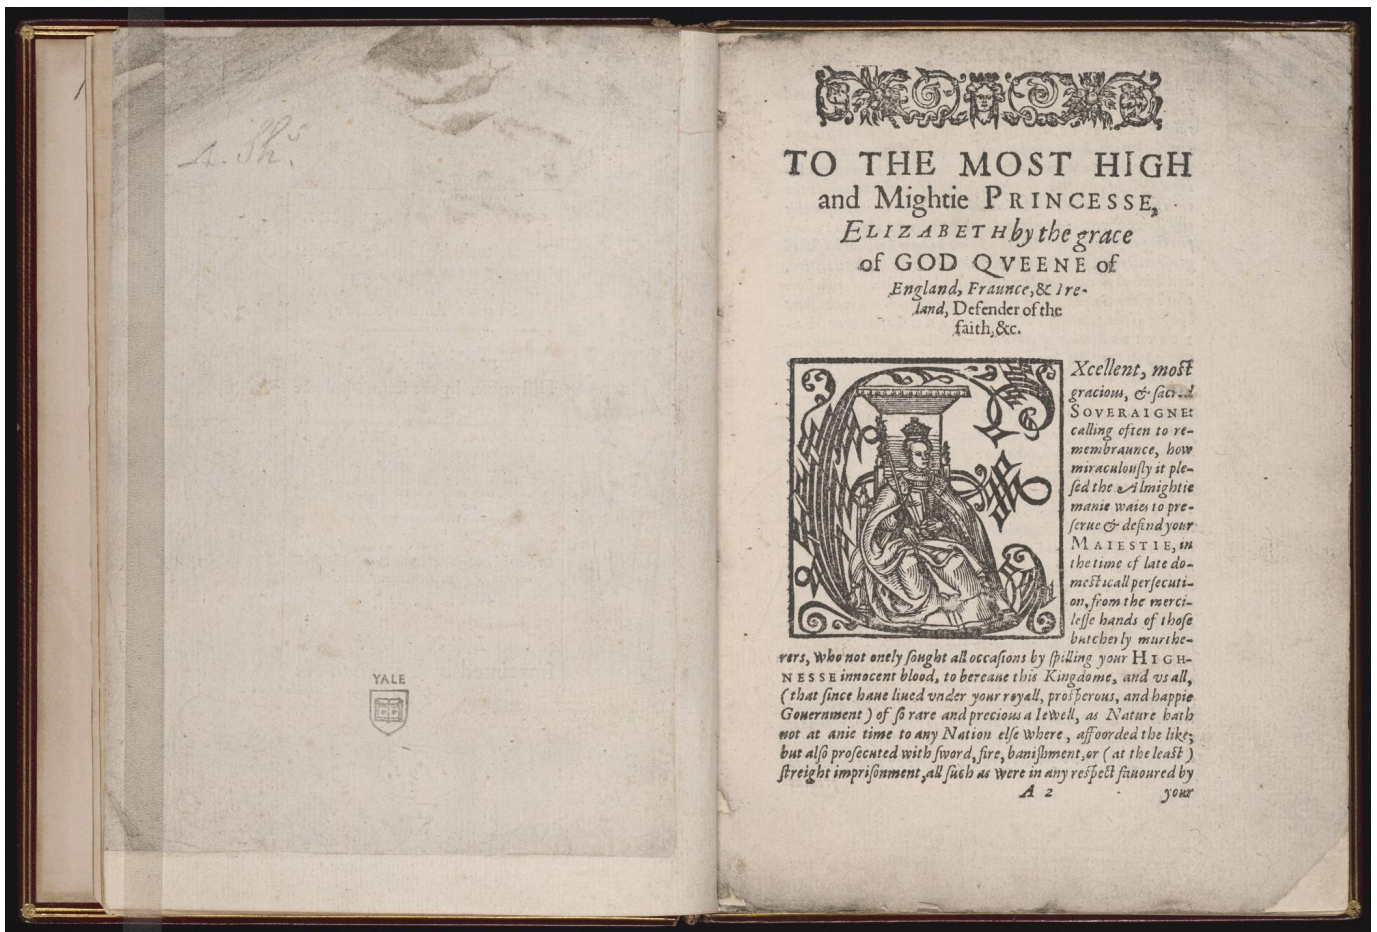 A. Sh.s
YALE
TO THE MOST HIGH
and Mightie PRINCESSE,
ELIZABETH by the grace
of GOD QVEENE of
England, Fraunce, & Ire-
land, Defender of the
faith, &c.
Xcellent, most
gracious, & sacred
SOVERAIGNE:
calling often to re-
membraunce, how
miraculously it ple-
sed the Almightie
manie waies to pre-
serue & defend your
MAIESTIE, in
the time of late do-
mesticall persecuti-
on, from the merci-
lesse hands of those
butcherly murthe-
rers, who not onely sought all occasions by spilling your HIGH-
NESSE innocent blood, to bereaue this Kingdome, and vs all,
(that since haue liued vnder your royall, prosperous, and happie
Gouernment) of so rare and precious a Iewell, as Nature hath
not at anie time to any Nation else where, affoorded the like;
but also prosecuted with sword, fire, banishment, or (at the least)
streight imprisonment, all such as were in any respect fauoured by
A 2 your